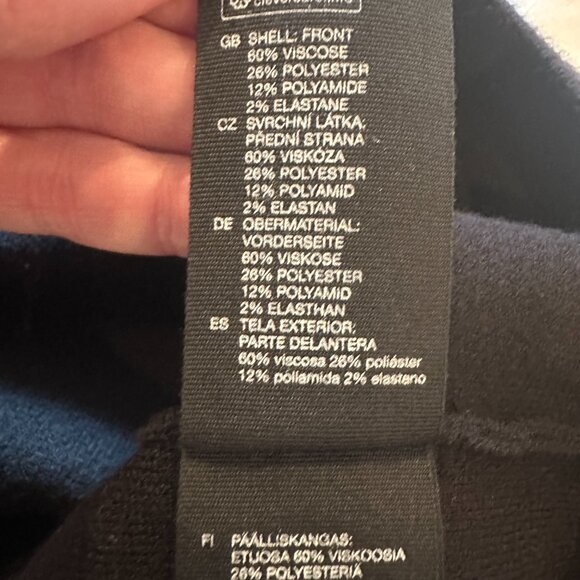 GB SHELL: FRONT
60% VISCOSE
26% POLYESTER
12% POLYAMIDE
2% ELASTANE
CZ SVRCHNÍ LÁTKA:
PŘEDNÍ STRANA
60% VISKÓZA
26% POLYESTER
12% POLYAMID
2% ELASTAN
DE OBERMATERIAL:
VORDERSEITE
60% VISKOSE
26% POLYESTER
12% POLYAMID
2% ELASTHAN
ES TELA EXTERIOR:
PARTE DELANTERA
60% viscosa 26% poliéster
12% poliamida 2% elastano
FI PÄÄLLISKANGAS:
ETUOSA 60% VISKOOSIA
26% POLYESTERIÄ